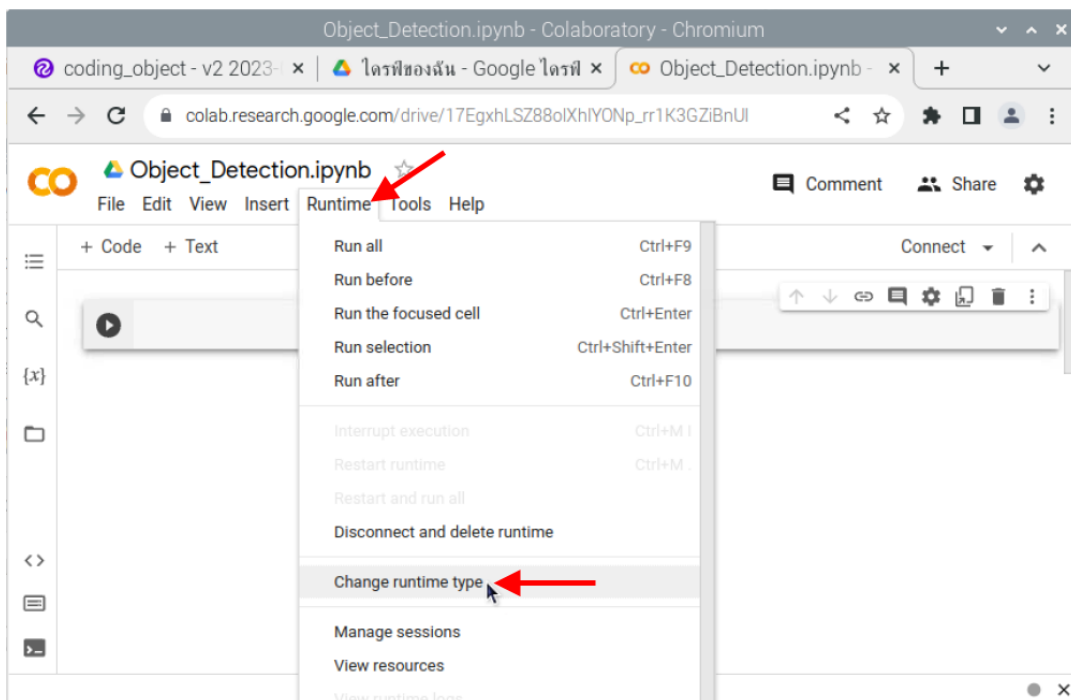 Object_Detection.ipynb - Colaboratory - Chromium
coding_object - v2 2023-
ไดรฟ์ของฉัน - Google ไดรฟ์
Object_Detection.ipynb -
colab.research.google.com/drive/17EgxhLSZ88olXhlYONp_rr1K3GZiBnUl
Object_Detection.ipynb
Comment
Share
File Edit View Insert Runtime Tools Help
+ Code + Text
Connect
Run all Ctrl+F9
Run before Ctrl+F8
Run the focused cell Ctrl+Enter
Run selection Ctrl+Shift+Enter
Run after Ctrl+F10
{x}
Interrupt execution Ctrl+M I
Restart runtime Ctrl+M .
Restart and run all
Disconnect and delete runtime
Change runtime type
Manage sessions
View resources
View runtime logs